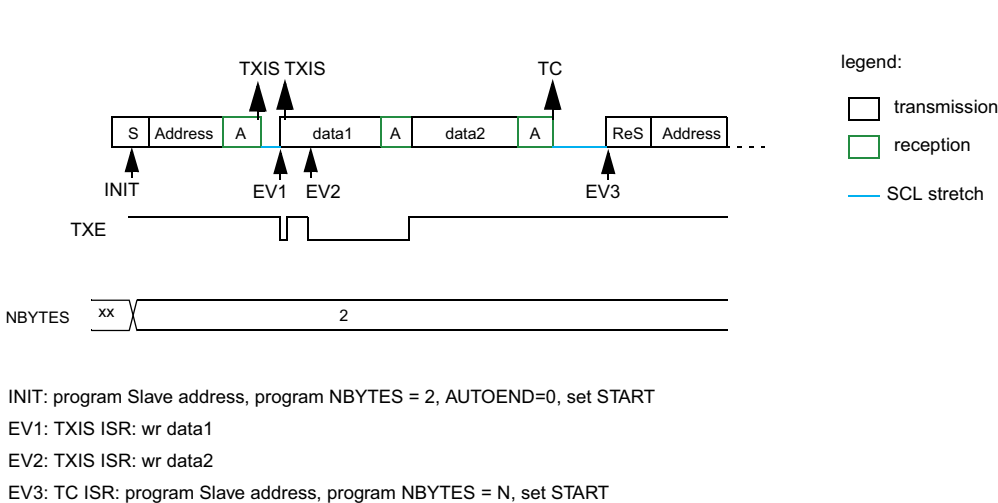 TXIS TXIS TC
legend:
S Address A data1 A data2 A ReS Address
transmission
reception
SCL stretch
INIT EV1 EV2 EV3
TXE
NBYTES xx 2
INIT: program Slave address, program NBYTES = 2, AUTOEND=0, set START
EV1: TXIS ISR: wr data1
EV2: TXIS ISR: wr data2
EV3: TC ISR: program Slave address, program NBYTES = N, set START